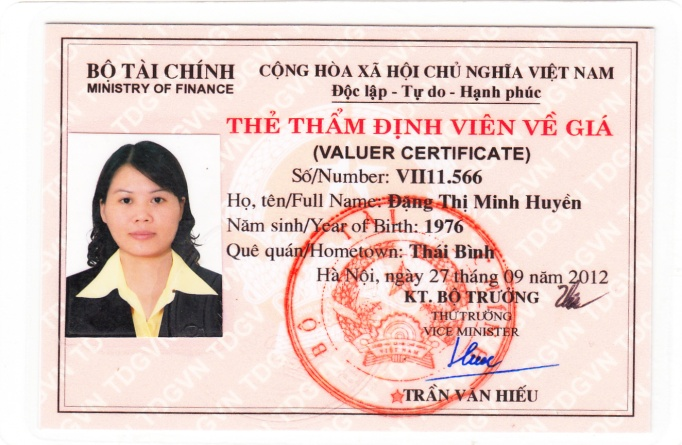 BỘ TÀI CHÍNH
MINISTRY OF FINANCE
CỘNG HÒA XÃ HỘI CHỦ NGHĨA VIỆT NAM
Độc lập - Tự do - Hạnh phúc
THẺ THẨM ĐỊNH VIÊN VỀ GIÁ
(VALUER CERTIFICATE)
Số/Number: VII11.566
Họ, tên/Full Name: Đặng Thị Minh Huyền
Năm sinh/Year of Birth: 1976
Quê quán/Hometown: Thái Bình
Hà Nội, ngày 27 tháng 09 năm 2012
KT. BỘ TRƯỞNG
THỨ TRƯỞNG
VICE MINISTER
VIỆT NAM
TRẦN VĂN HIẾU
TDGVN